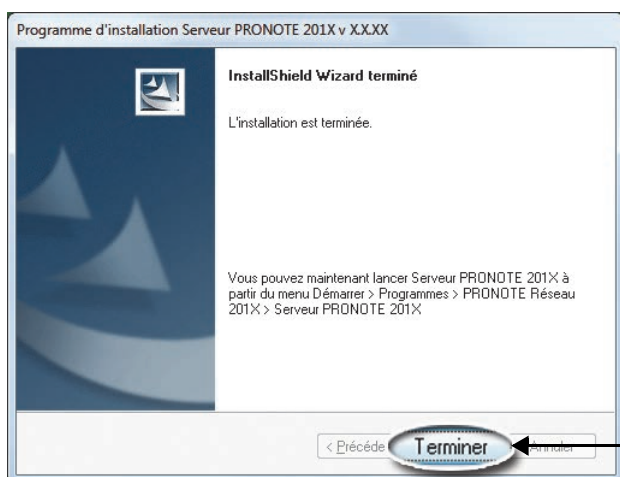 Programme d'installation Serveur PRONOTE 201X v X.X.XX
InstallShield Wizard terminé
L'installation est terminée.
Vous pouvez maintenant lancer Serveur PRONOTE 201X à
partir du menu Démarrer > Programmes > PRONOTE Réseau
201X > Serveur PRONOTE 201X
< Précéde Terminer Annuler